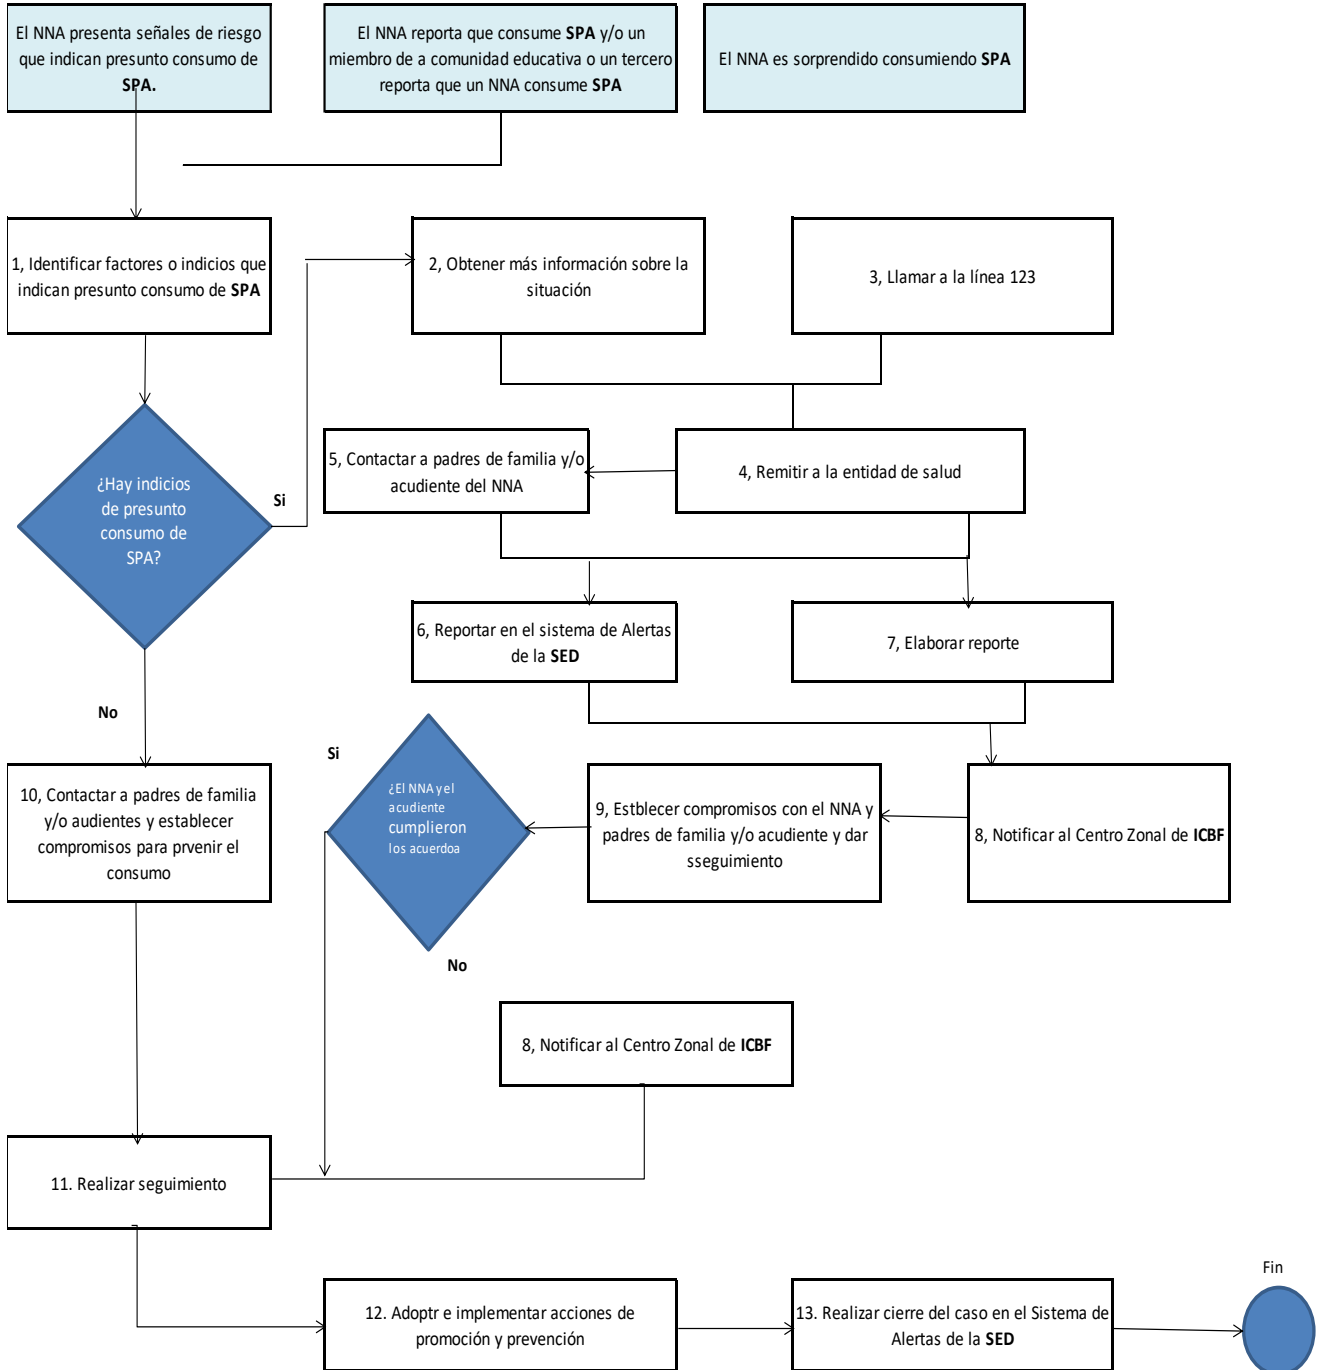 El NNA presenta señales de riesgo
que indican presunto consumo de
SPA.
El NNA reporta que consume SPA y/o un
miembro de a comunidad educativa o un tercero
reporta que un NNA consume SPA
El NNA es sorprendido consumiendo SPA
1, Identificar factores o indicios que
indican presunto consumo de SPA
2, Obtener más información sobre la
situación
3, Llamar a la línea 123
¿Hay indicios
de presunto
consumo de
SPA?
Si
5, Contactar a padres de familia y/o
acudiente del NNA
4, Remitir a la entidad de salud
6, Reportar en el sistema de Alertas
de la SED
7, Elaborar reporte
No
10, Contactar a padres de familia
y/o audientes y establecer
compromisos para prvenir el
consumo
Si
¿El NNA y el
acudiente
cumplieron
los acuerdoa
No
9, Estblecer compromisos con el NNA y
padres de familia y/o acudiente y dar
sseguimiento
8, Notificar al Centro Zonal de ICBF
8, Notificar al Centro Zonal de ICBF
11. Realizar seguimiento
12. Adoptr e implementar acciones de
promoción y prevención
13. Realizar cierre del caso en el Sistema de
Alertas de la SED
Fin